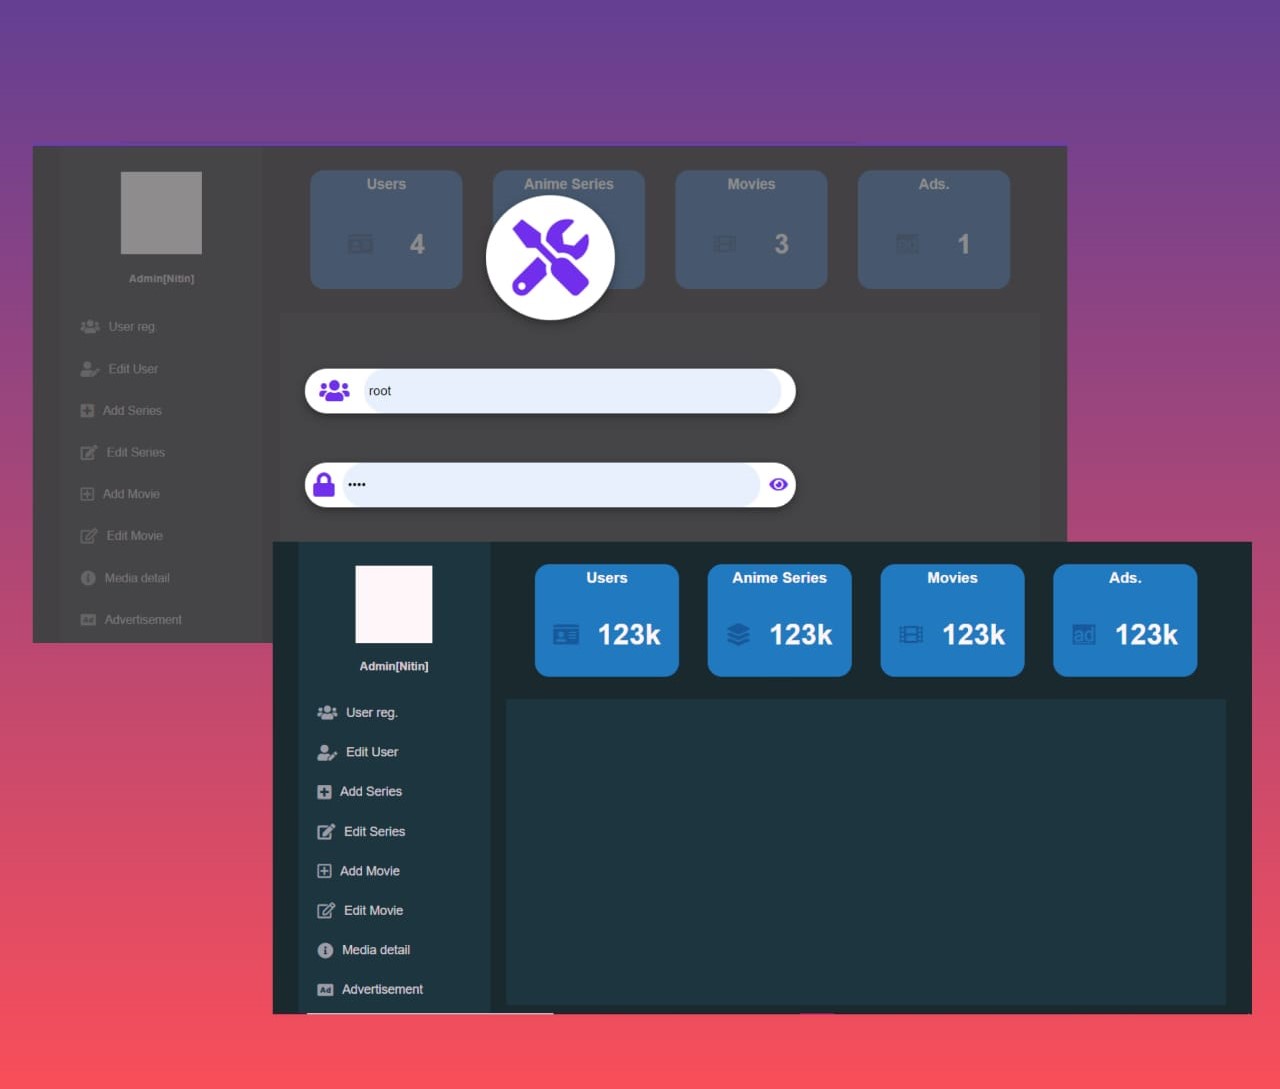 Users
Anime Series
Movies
Ads.
4
3
1
Admin[Nitin]
User reg.
Edit User
Add Series
Edit Series
Add Movie
Edit Movie
Media detail
Advertisement
root
••••
Users
Anime Series
Movies
Ads.
123k
123k
123k
ad 123k
Admin[Nitin]
User reg.
Edit User
Add Series
Edit Series
Add Movie
Edit Movie
Media detail
Ad Advertisement